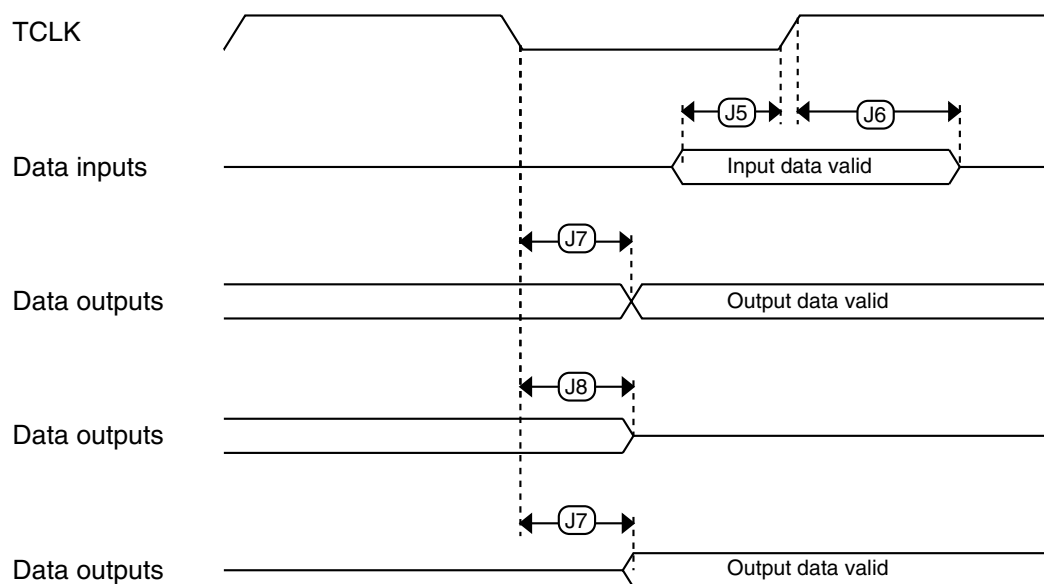 TCLK
J5
J6
Data inputs
Input data valid
J7
Data outputs
Output data valid
J8
Data outputs
J7
Data outputs
Output data valid